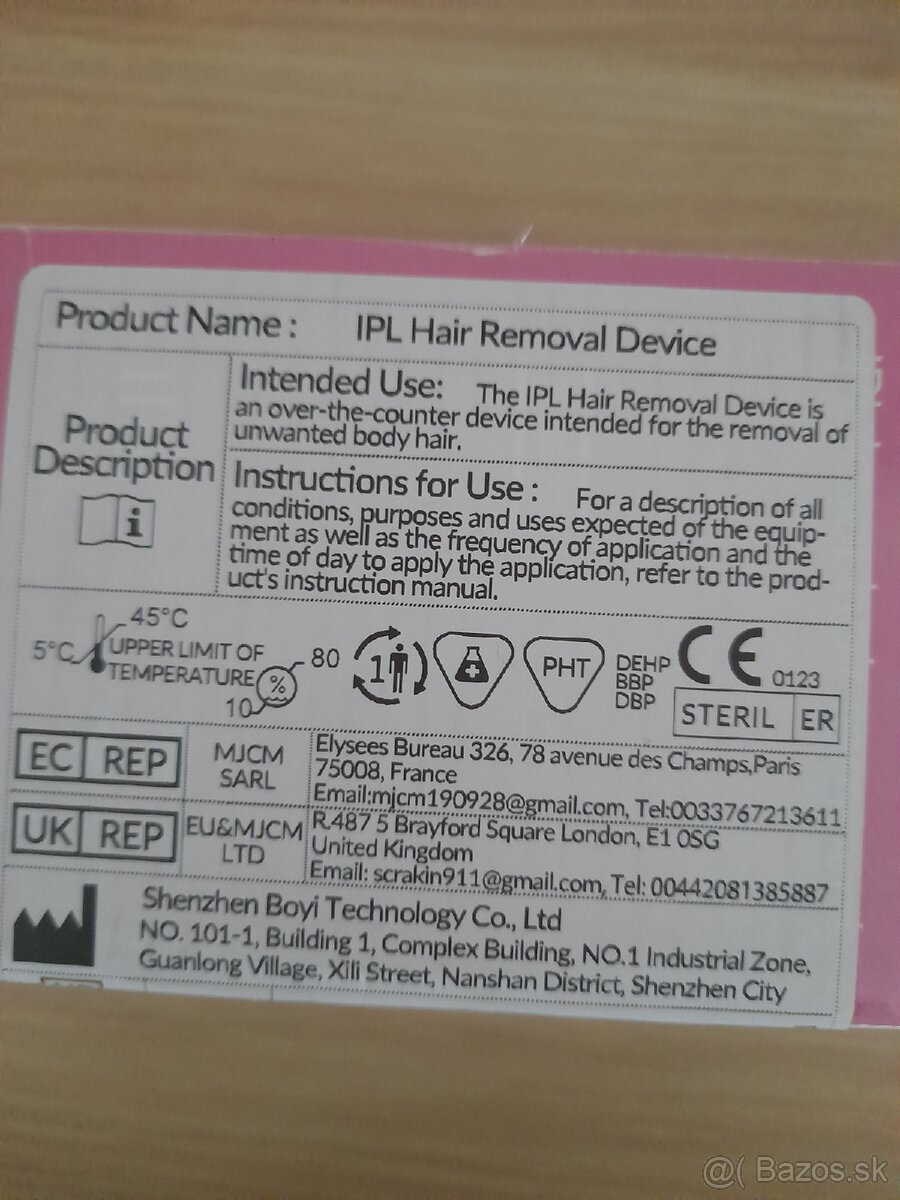 Product Name : IPL Hair Removal Device
Product
Description
Intended Use: The IPL Hair Removal Device is
an over-the-counter device intended for the removal of
unwanted body hair.
Instructions for Use : For a description of all
conditions, purposes and uses expected of the equip-
ment as well as the frequency of application and the
time of day to apply the application, refer to the prod-
uct's instruction manual.
45°C
5°C
UPPER LIMIT OF
TEMPERATURE
80
%
10
1
PHT
DEHP
BBP
DBP
CE 0123
STERIL ER
EC REP
MJCM
SARL
Elysees Bureau 326, 78 avenue des Champs,Paris
75008, France
Email:mjcm190928@gmail.com, Tel:0033767213611
UK REP
EU&MJCM
LTD
R.487 5 Brayford Square London, E1 0SG
United Kingdom
Email: scrakin911@gmail.com, Tel: 00442081385887
Shenzhen Boyi Technology Co., Ltd
NO. 101-1, Building 1, Complex Building, NO.1 Industrial Zone,
Guanlong Village, Xili Street, Nanshan District, Shenzhen City
@( Bazos.sk